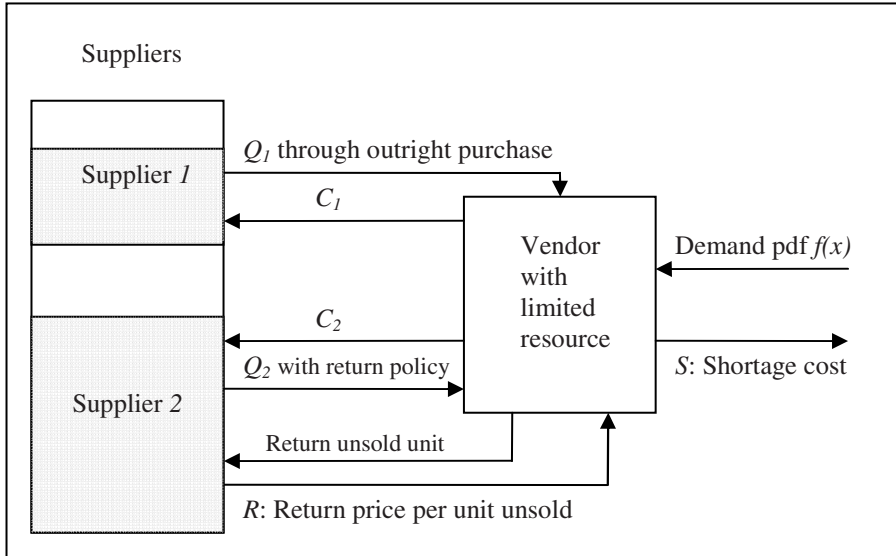 Suppliers
Supplier 1
Q1 through outright purchase
C1
Vendor
with
limited
resource
Demand pdf f(x)
C2
Q2 with return policy
S: Shortage cost
Supplier 2
Return unsold unit
R: Return price per unit unsold